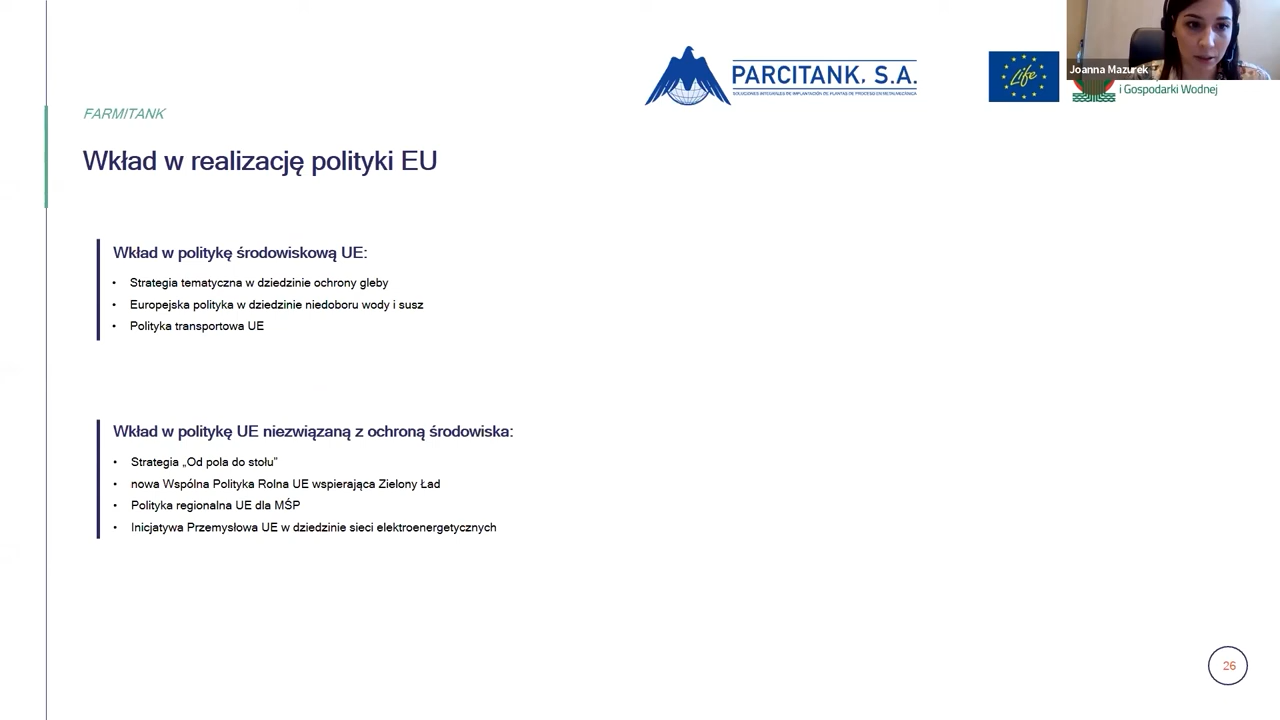 PARCITANK, S.A.
SOLUCIONES INTEGRALES DE IMPLANTACIÓN DE PLANTAS DE PROCESO EN METALMECÁNICA
Life
Joanna Mazurek
i Gospodarki Wodnej
FARMITANK
Wkład w realizację polityki EU
Wkład w politykę środowiskową UE:
• Strategia tematyczna w dziedzinie ochrony gleby
• Europejska polityka w dziedzinie niedoboru wody i susz
• Polityka transportowa UE
Wkład w politykę UE niezwiązaną z ochroną środowiska:
• Strategia „Od pola do stołu”
• nowa Wspólna Polityka Rolna UE wspierająca Zielony Ład
• Polityka regionalna UE dla MŚP
• Inicjatywa Przemysłowa UE w dziedzinie sieci elektroenergetycznych
26